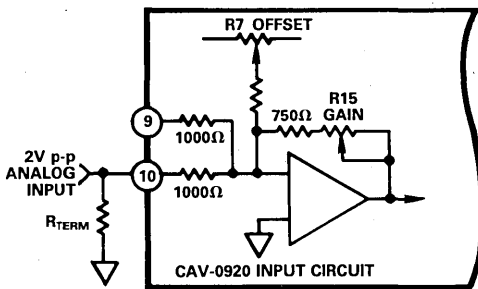 R7 OFFSET
9
1000Ω
750Ω
R15
GAIN
2V p-p
ANALOG
INPUT
10
1000Ω
RTERM
CAV-0920 INPUT CIRCUIT